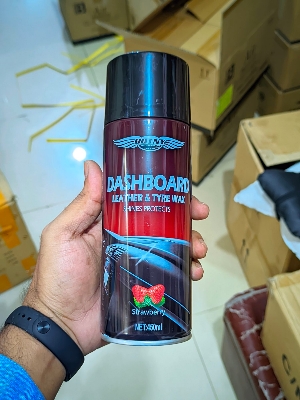 DASHBOARD
LEATHER & TYRE WAX
SHINES PROTECTS
Strawberry
NET:450ml